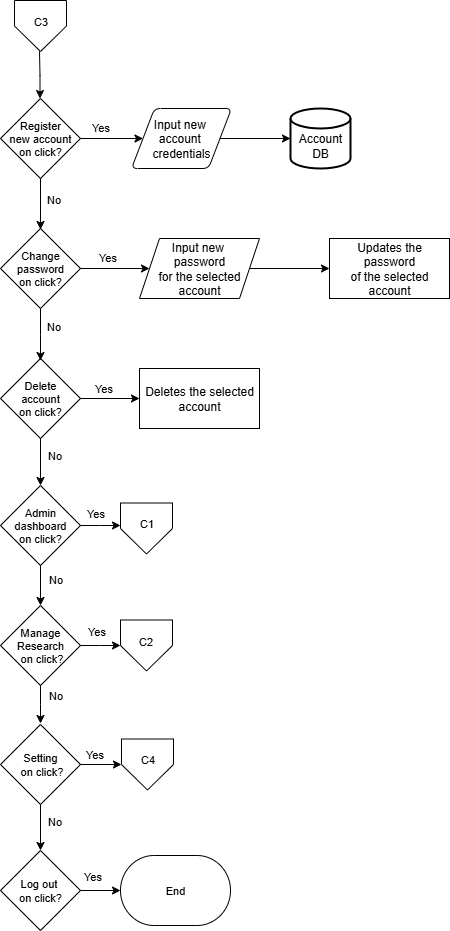 C3
Register
new account
on click?
Yes
Input new
account
credentials
Account
DB
No
Change
password
on click?
Yes
Input new
password
for the selected
account
Updates the
password
of the selected
account
No
Delete
account
on click?
Yes
Deletes the selected
account
No
Admin
dashboard
on click?
Yes
C1
No
Manage
Research
on click?
Yes
C2
No
Setting
on click?
Yes
C4
No
Log out
on click?
Yes
End